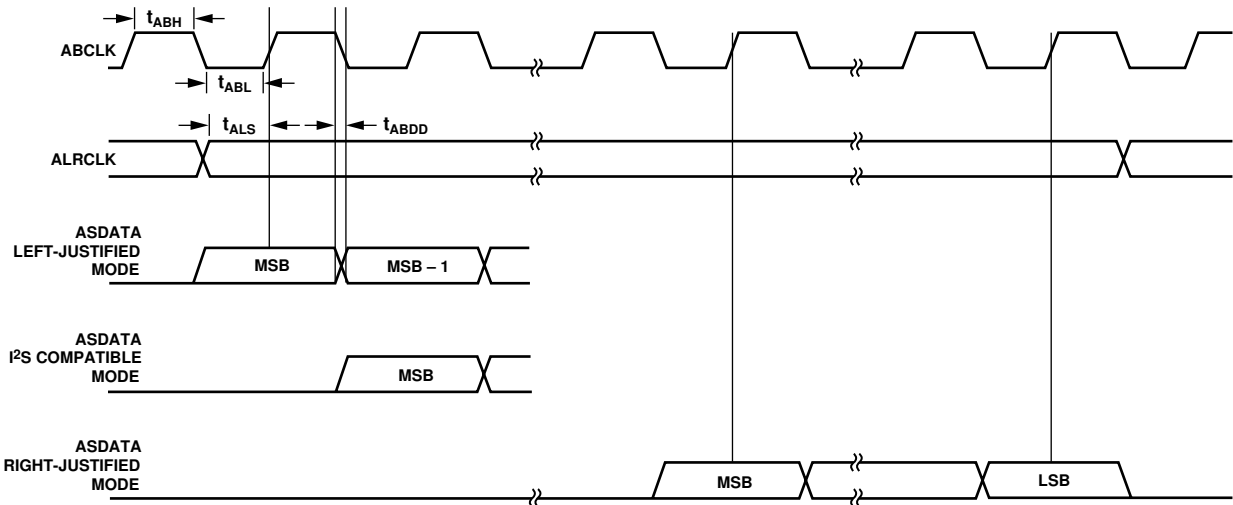 tABH
ABCLK
tABL
tALS
tABDD
ALRCLK
ASDATA
LEFT-JUSTIFIED
MODE
MSB
MSB – 1
ASDATA
I2S COMPATIBLE
MODE
MSB
ASDATA
RIGHT-JUSTIFIED
MODE
MSB
LSB